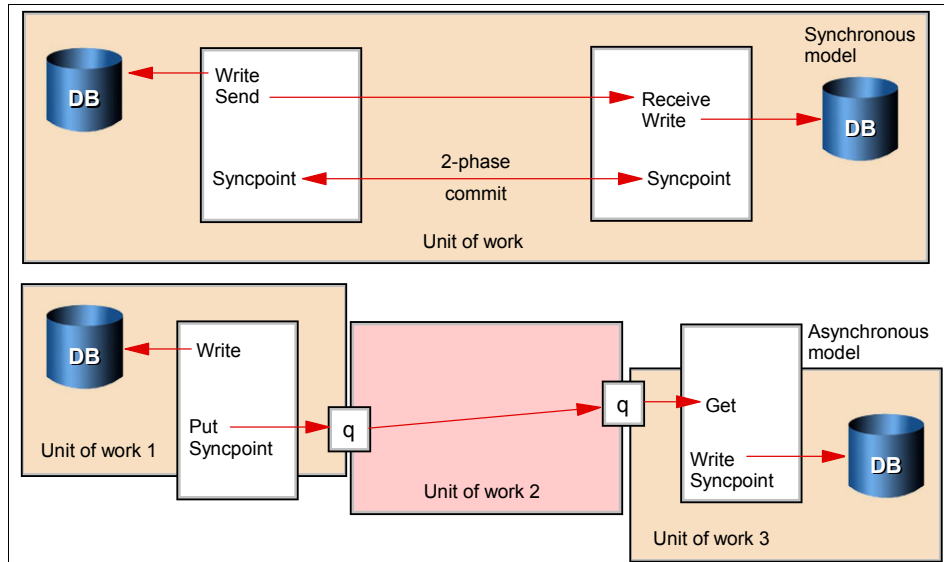 Synchronous
model
DB
Write
Send
Receive
Write
DB
2-phase
Syncpoint
Syncpoint
commit
Unit of work
Asynchronous
model
DB
Write
q
q
Get
Put
Syncpoint
Unit of work 1
Write
Syncpoint
DB
Unit of work 2
Unit of work 3